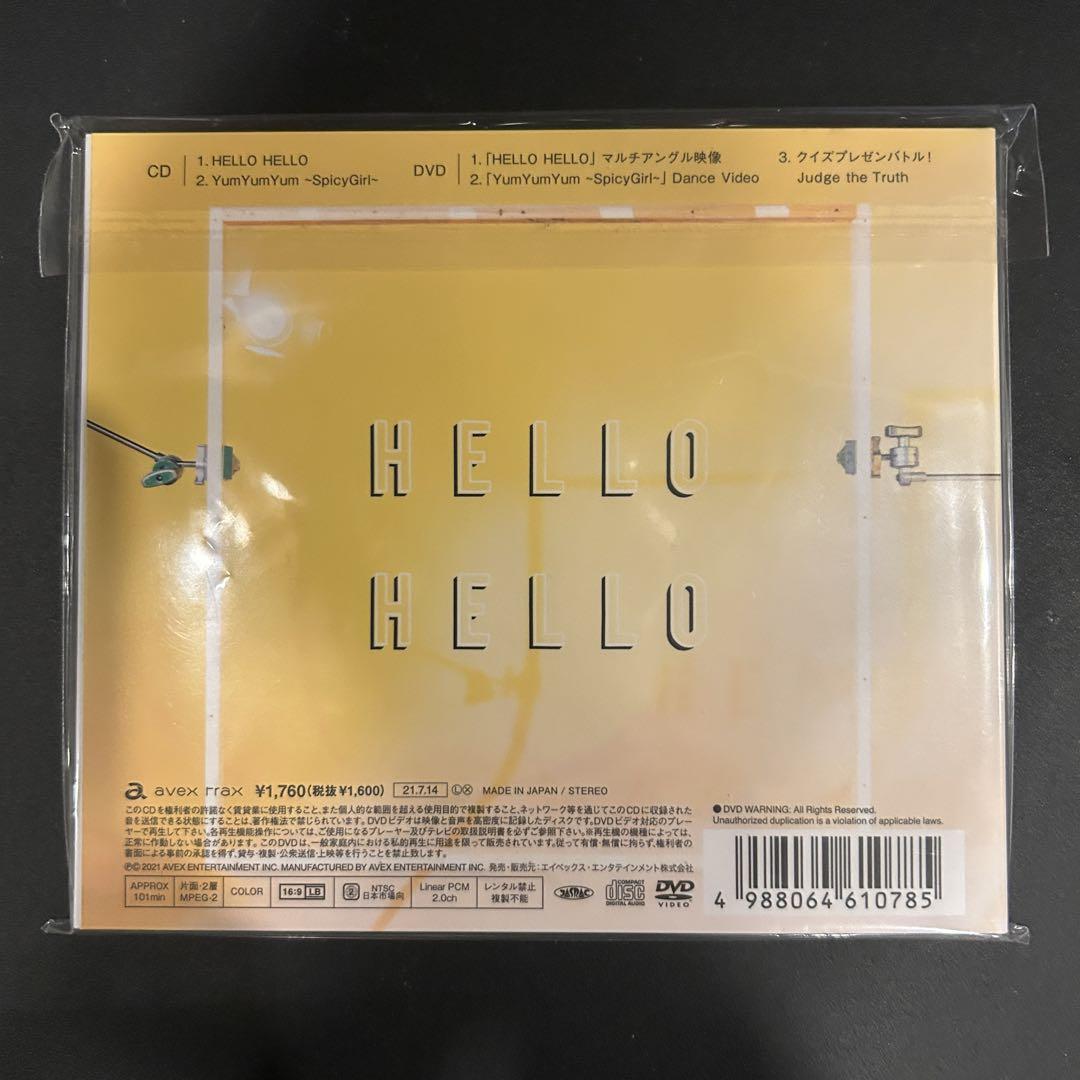 CD
1. HELLO HELLO
2. YumYumYum ~SpicyGirl~
DVD
1.「HELLO HELLO」マルチアングル映像
2.「YumYumYum ~SpicyGirl~」Dance Video
3. クイズプレゼンバトル!
Judge the Truth
HELLO
HELLO
avex trax ¥1,760(税抜¥1,600) 21.7.14 Ⓛ MADE IN JAPAN / STEREO
このCDを権利者の許諾なく賃貸業に使用すること、また個人的な範囲を超える使用目的で複製すること、ネットワーク等を通じてこのCDに収録された
音を送信できる状態にすることは、著作権法で禁じられています。DVDビデオは映像と音声を高密度に記録したディスクです。DVDビデオ対応のプレー
ヤーで再生して下さい。各再生機能操作については、ご使用になるプレーヤー及びテレビの取扱説明書を必ずご参照下さい。※再生機の機種によっては、
正常に作動しない場合があります。このDVDは、一般家庭内における私的再生に用途を限って販売されています。従って有償・無償に拘らず、権利者の
書面による事前の承認を得ず、貸与・複製・公衆送信・上映等を行うことを禁止致します。
Ⓟ© 2021 AVEX ENTERTAINMENT INC. MANUFACTURED BY AVEX ENTERTAINMENT INC. 発売・販売元:エイベックス・エンタテインメント株式会社
APPROX 101min
片面・2層 MPEG-2
COLOR
16:9 LB
2 NTSC 日本市場向
Linear PCM 2.0ch
レンタル禁止 複製不能
JASRAC
COMPACT disc DIGITAL AUDIO
DVD VIDEO
●DVD WARNING: All Rights Reserved.
Unauthorized duplication is a violation of applicable laws.
4 988064 610785